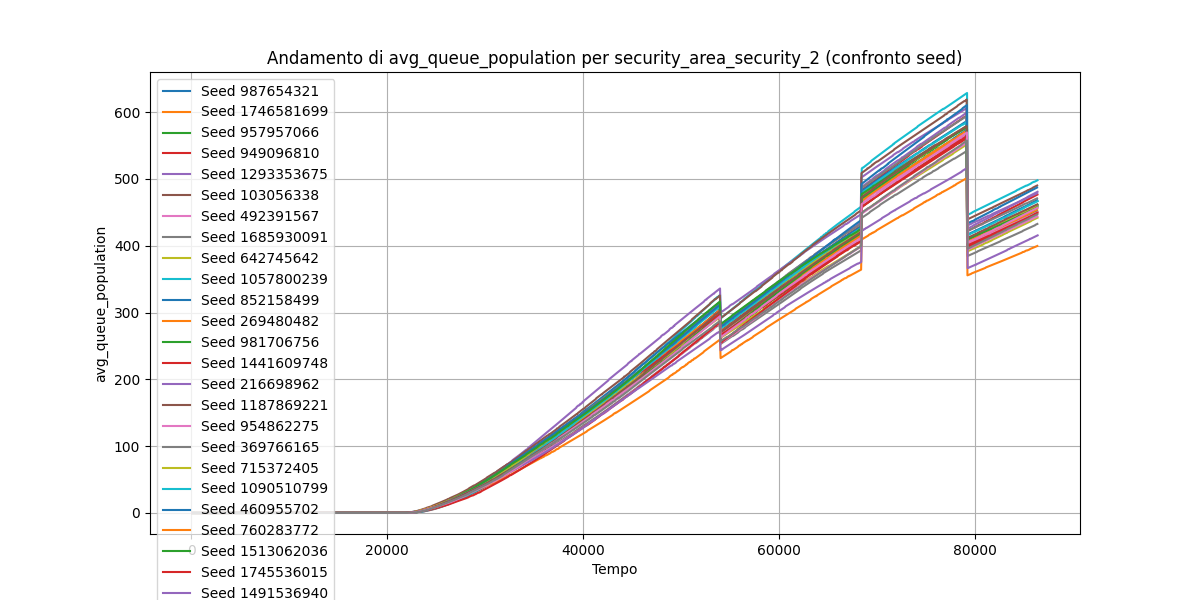 Andamento di avg_queue_population per security_area_security_2 (confronto seed)
avg_queue_population
600
500
400
300
200
100
0
Seed 987654321
Seed 1746581699
Seed 957957066
Seed 949096810
Seed 1293353675
Seed 103056338
Seed 492391567
Seed 1685930091
Seed 642745642
Seed 1057800239
Seed 852158499
Seed 269480482
Seed 981706756
Seed 1441609748
Seed 216698962
Seed 1187869221
Seed 954862275
Seed 369766165
Seed 715372405
Seed 1090510799
Seed 460955702
Seed 760283772
Seed 1513062036
Seed 1745536015
Seed 1491536940
0 20000 40000 60000 80000
Tempo